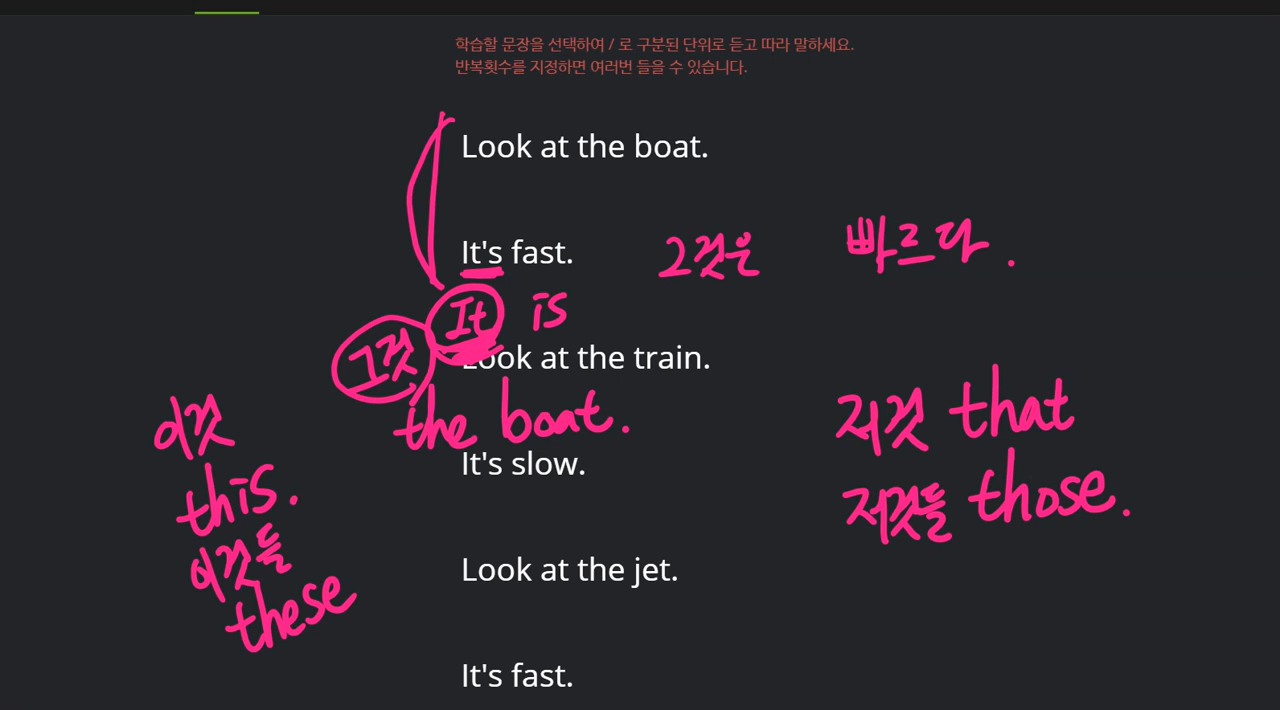 학습할 문장을 선택하여 / 로 구분된 단위로 듣고 따라 말하세요.
반복횟수를 지정하면 여러번 들을 수 있습니다.
Look at the boat.
It's fast. 그것은 빠르다.
It is
그것
Look at the train.
the boat.
이것
this.
이것들
these
저것 that
저것들 those.
It's slow.
Look at the jet.
It's fast.